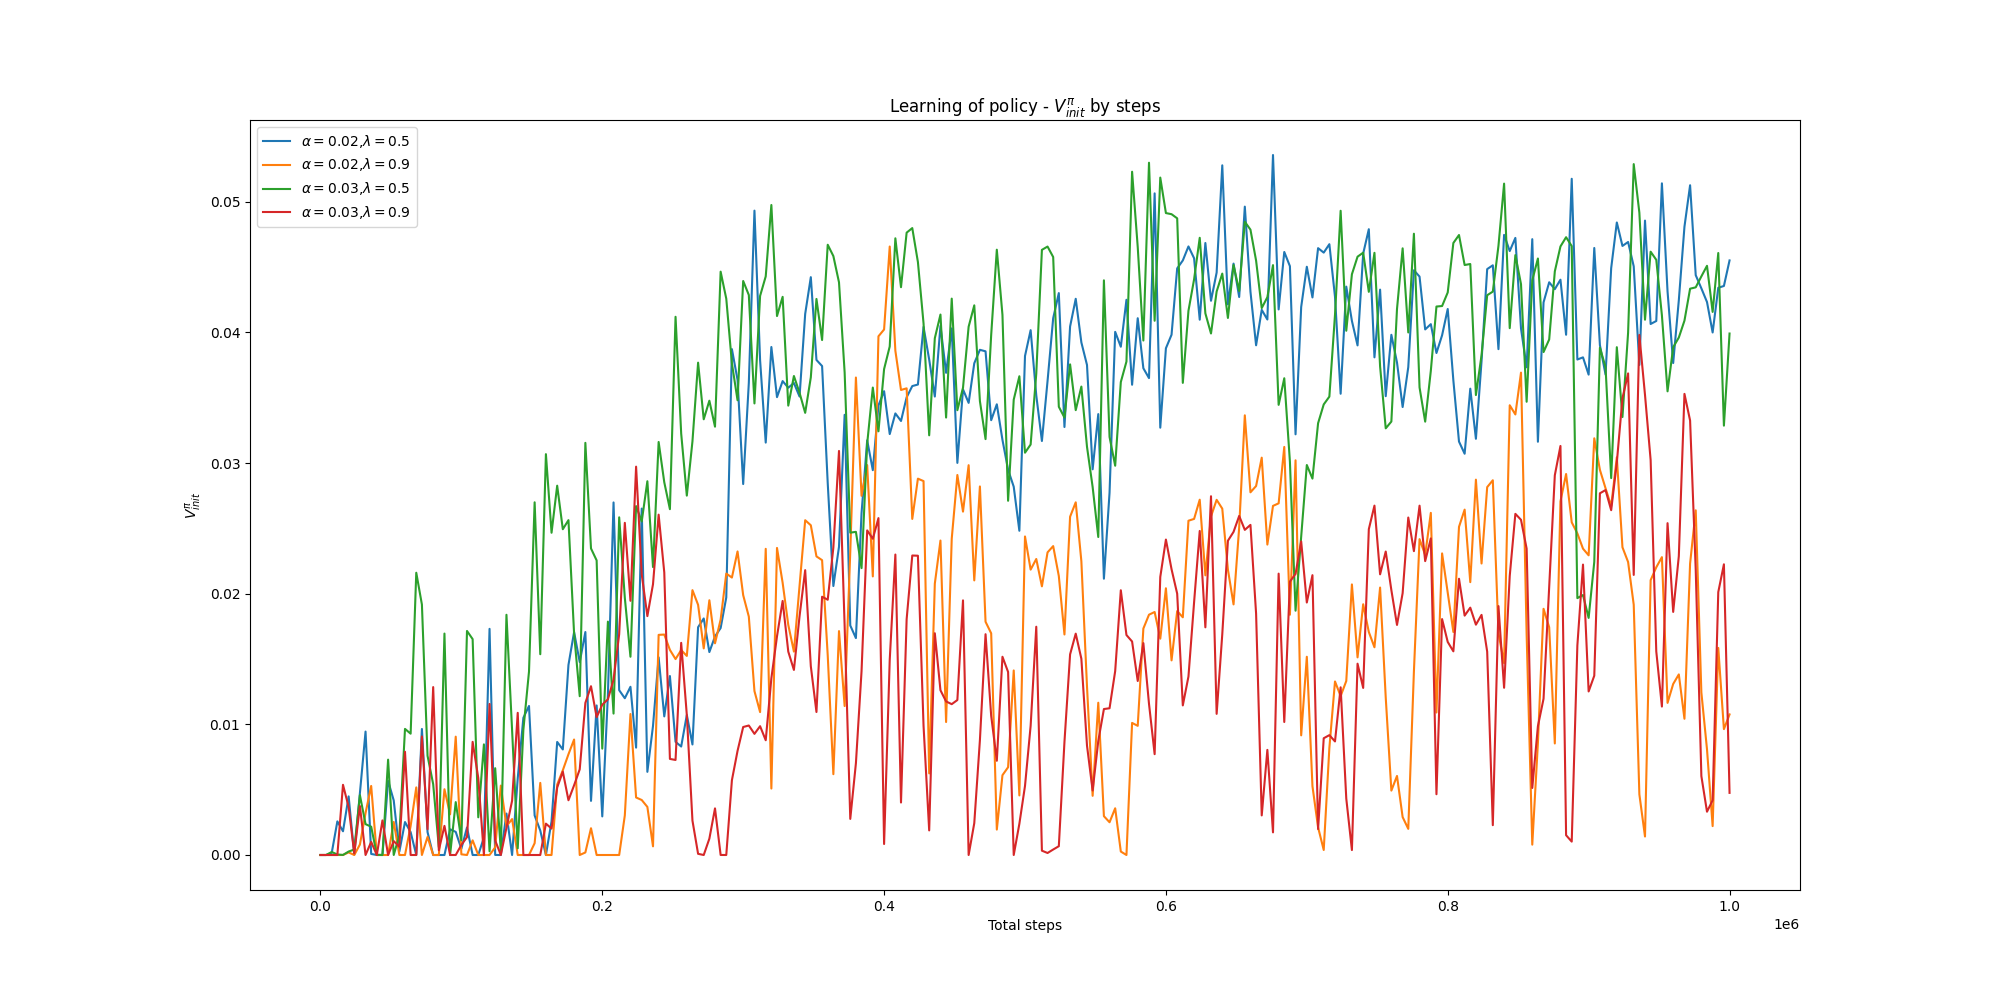 Learning of policy - $V^{\pi}_{init}$ by steps
α = 0.02,λ = 0.5
α = 0.02,λ = 0.9
α = 0.03,λ = 0.5
α = 0.03,λ = 0.9
0.05
0.04
0.03
0.02
0.01
0.00
$V^{\pi}_{init}$
0.0 0.2 0.4 0.6 0.8 1.0
Total steps
1e6